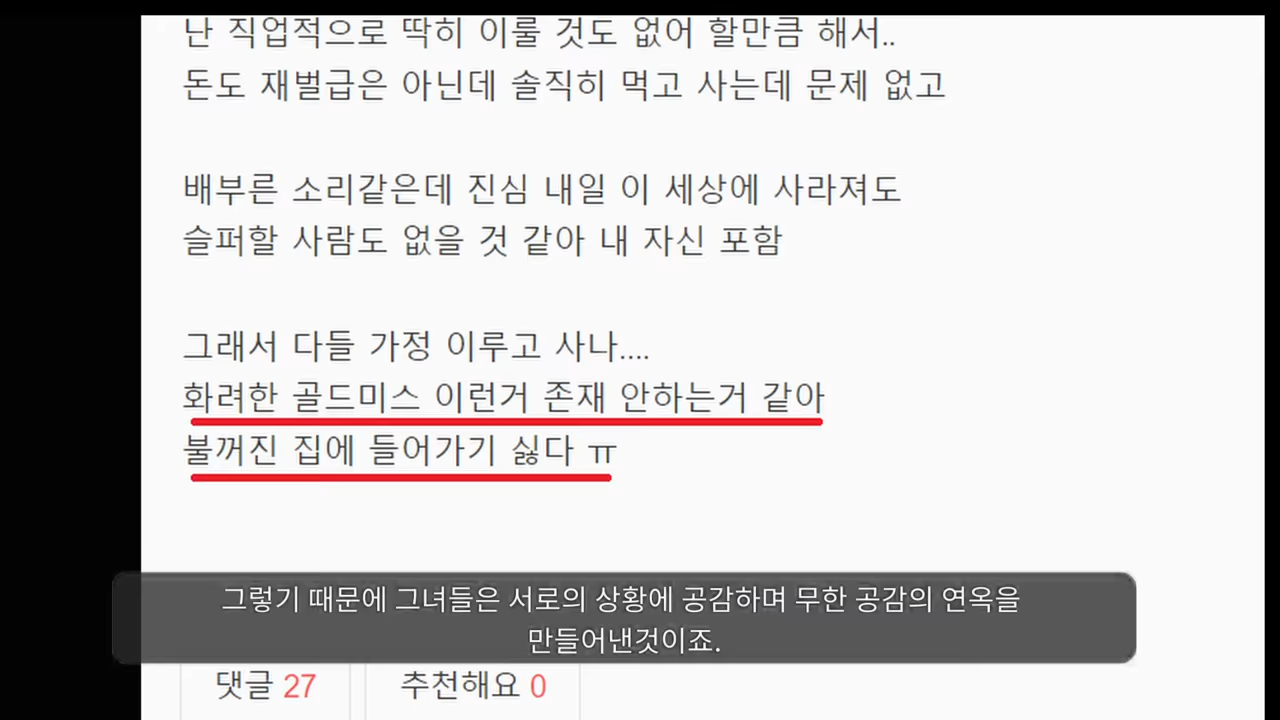 난 직업적으로 딱히 이룰 것도 없어 할만큼 해서..
돈도 재벌급은 아닌데 솔직히 먹고 사는데 문제 없고
배부른 소리같은데 진심 내일 이 세상에 사라져도
슬퍼할 사람도 없을 것 같아 내 자신 포함
그래서 다들 가정 이루고 사나....
화려한 골드미스 이런거 존재 안하는거 같아
불꺼진 집에 들어가기 싫다 ㅠ
그렇기 때문에 그녀들은 서로의 상황에 공감하며 무한 공감의 연옥을
만들어낸것이죠.
댓글 27 추천해요 0